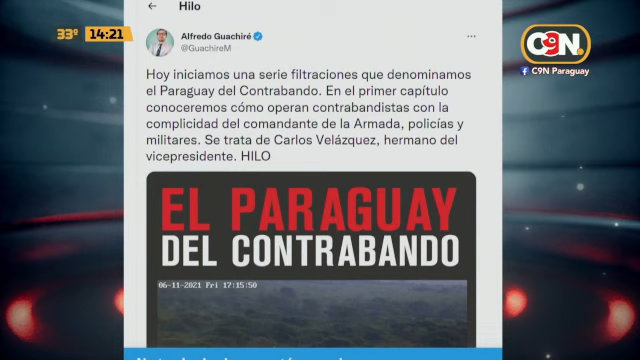 33º 14:21
Hilo
C9N
C9N Paraguay
Alfredo Guachiré
@GuachireM
Hoy iniciamos una serie filtraciones que denominamos
el Paraguay del Contrabando. En el primer capítulo
conoceremos cómo operan contrabandistas con la
complicidad del comandante de la Armada, policías y
militares. Se trata de Carlos Velázquez, hermano del
vicepresidente. HILO
EL PARAGUAY
DEL CONTRABANDO
06-11-2021 Fri 17:15:50